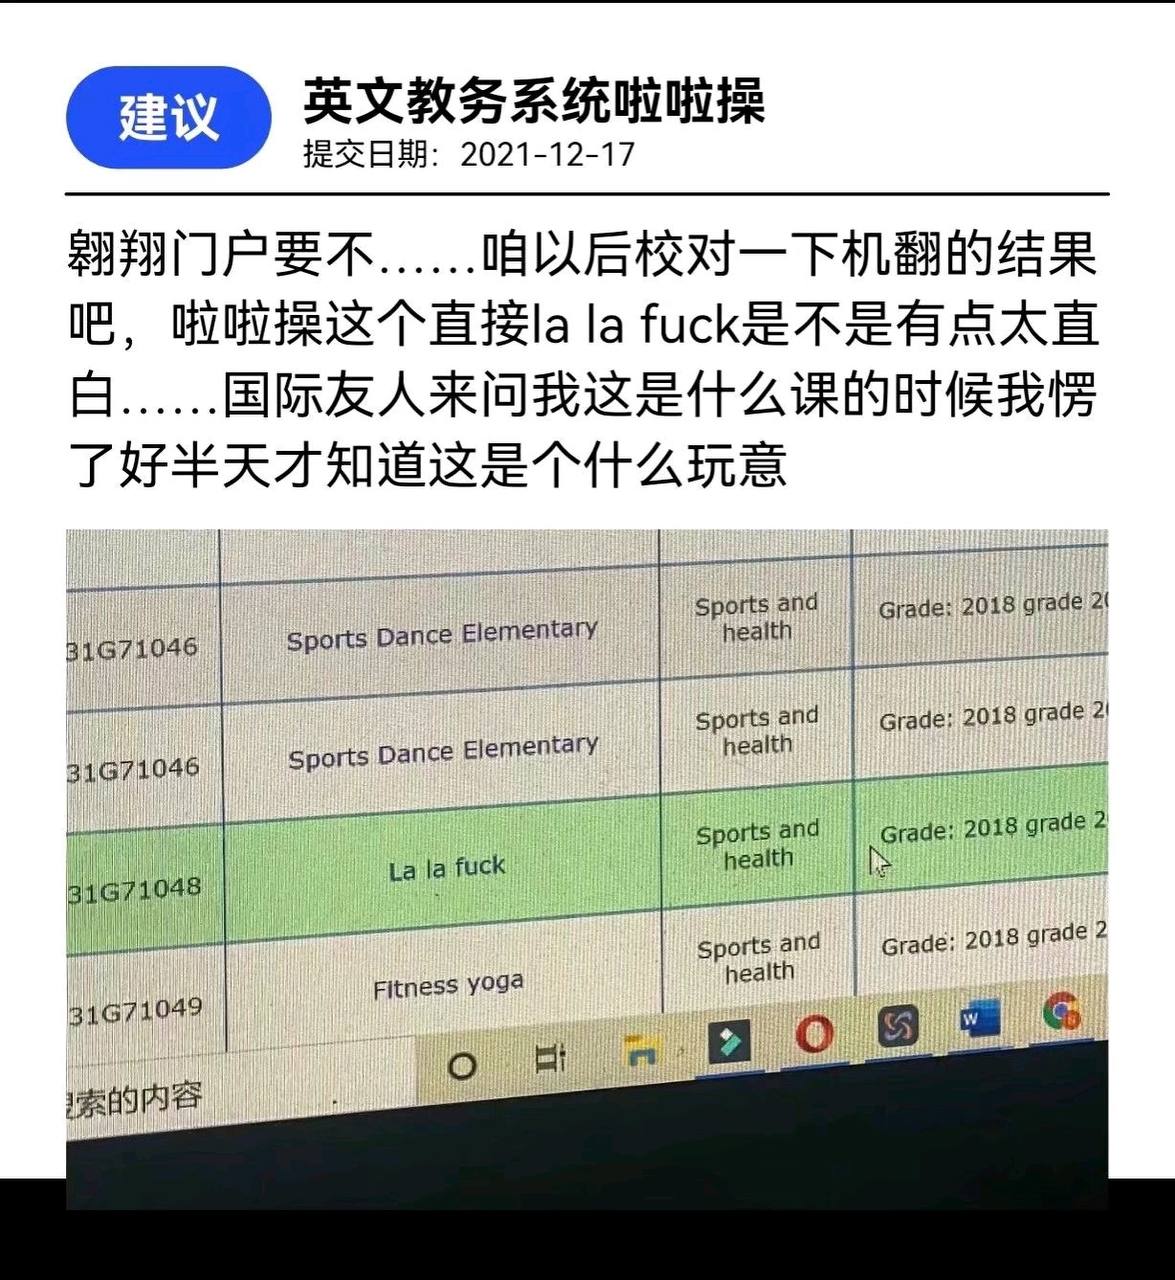 建议
英文教务系统啦啦操
提交日期：2021-12-17
翱翔门户要不……咱以后校对一下机翻的结果
吧，啦啦操这个直接la la fuck是不是有点太直
白……国际友人来问我这是什么课的时候我愣
了好半天才知道这是个什么玩意
31G71046 Sports Dance Elementary Sports and health Grade: 2018 grade 20
31G71046 Sports Dance Elementary Sports and health Grade: 2018 grade 2
31G71048 La la fuck Sports and health Grade: 2018 grade 2
31G71049 Fitness yoga Sports and health Grade: 2018 grade 2
搜索的内容
W